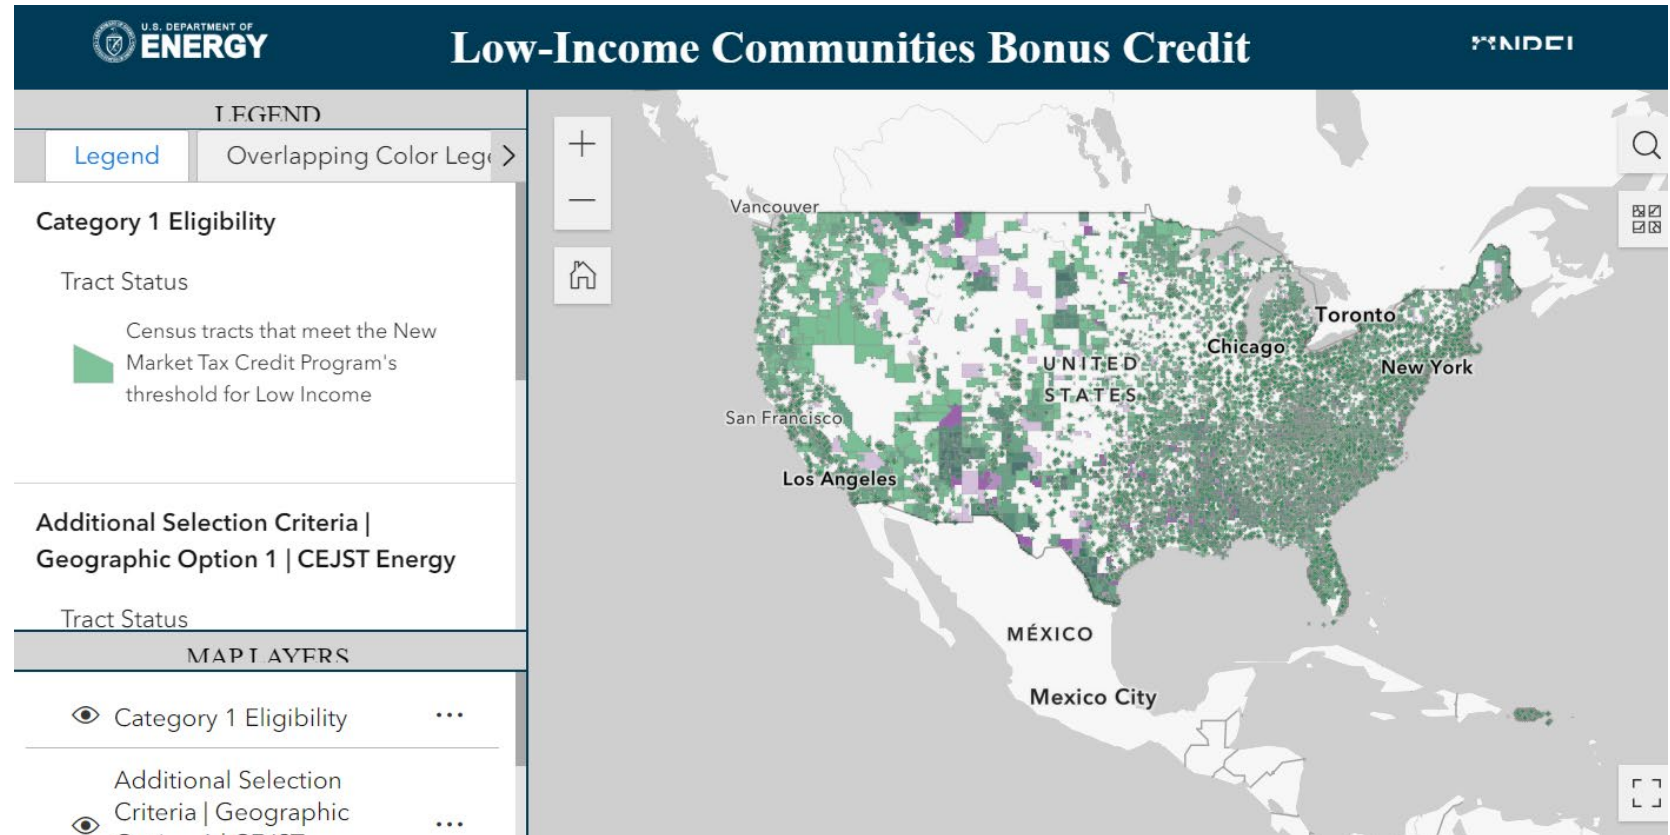 U.S. DEPARTMENT OF
ENERGY
Low-Income Communities Bonus Credit
LEGEND
Legend
Overlapping Color Leg
Category 1 Eligibility
Tract Status
Census tracts that meet the New
Market Tax Credit Program's
threshold for Low Income
Additional Selection Criteria |
Geographic Option 1 | CEJST Energy
Tract Status
MAP LAYERS
Category 1 Eligibility
Additional Selection
Criteria | Geographic
Vancouver
Toronto
Chicago
New York
UNITED
STATES
San Francisco
Los Angeles
MÉXICO
Mexico City